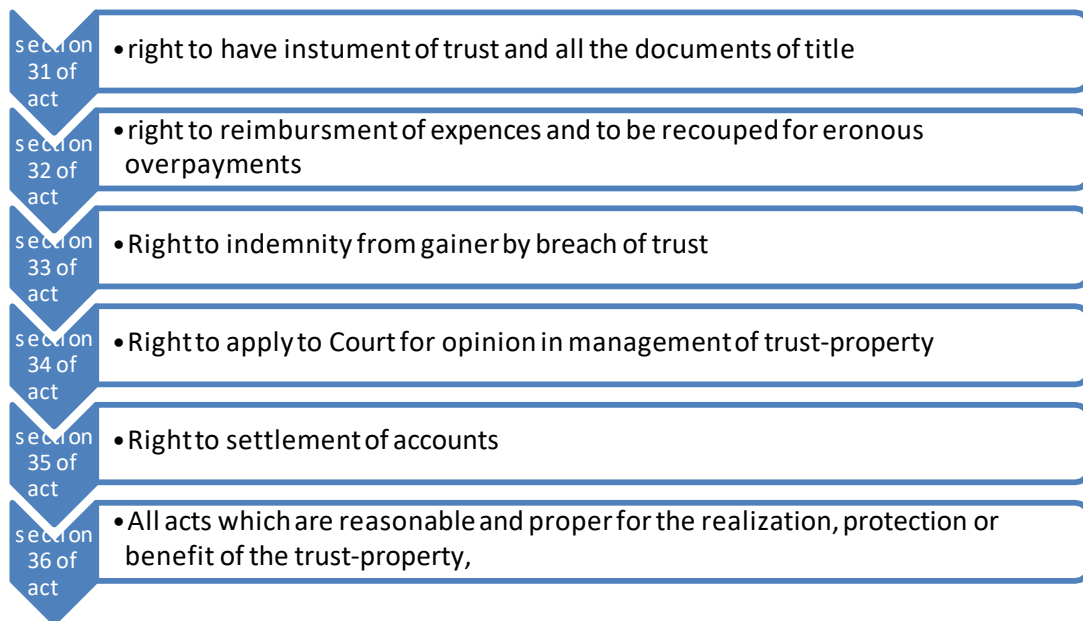 section
31 of
act
•right to have instument of trust and all the documents of title
section
32 of
act
•right to reimbursment of expences and to be recouped for eronous
overpayments
section
33 of
act
•Right to indemnity from gainer by breach of trust
section
34 of
act
•Right to apply to Court for opinion in management of trust-property
section
35 of
act
•Right to settlement of accounts
section
36 of
act
•All acts which are reasonable and proper for the realization, protection or
benefit of the trust-property,